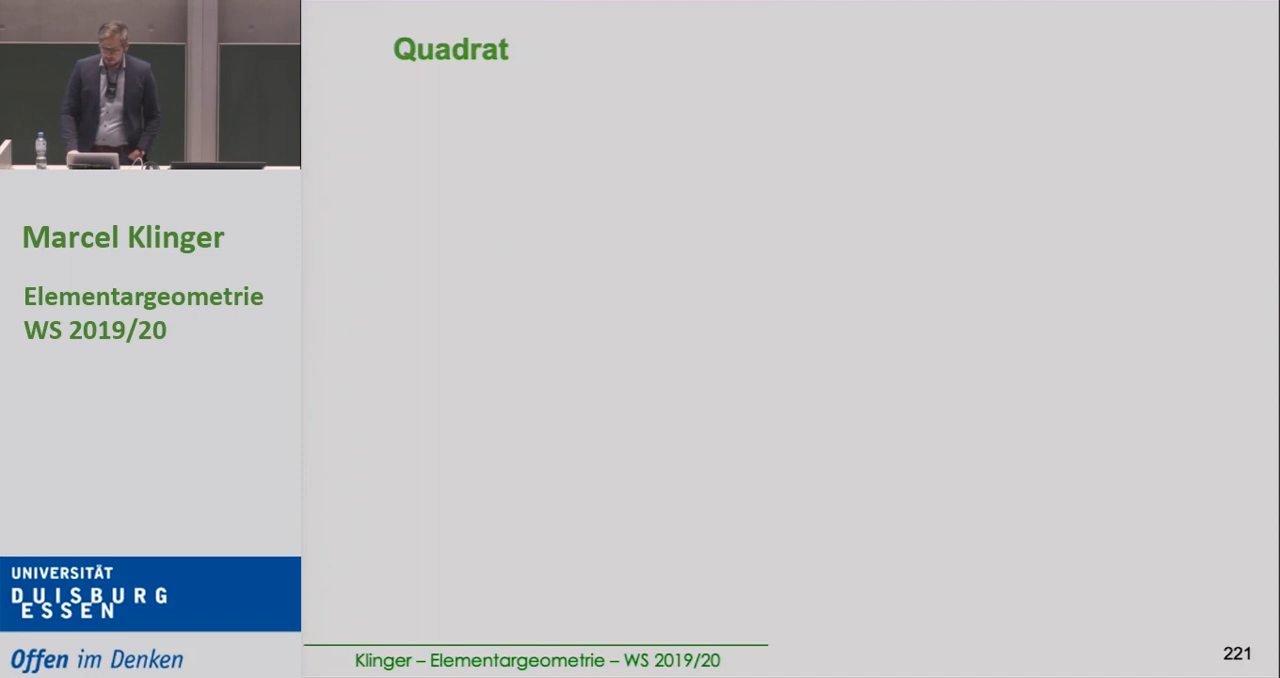 Quadrat
Marcel Klinger
Elementargeometrie
WS 2019/20
UNIVERSITÄT
DUISBURG
ESSEN
Offen im Denken
Klinger – Elementargeometrie – WS 2019/20
221